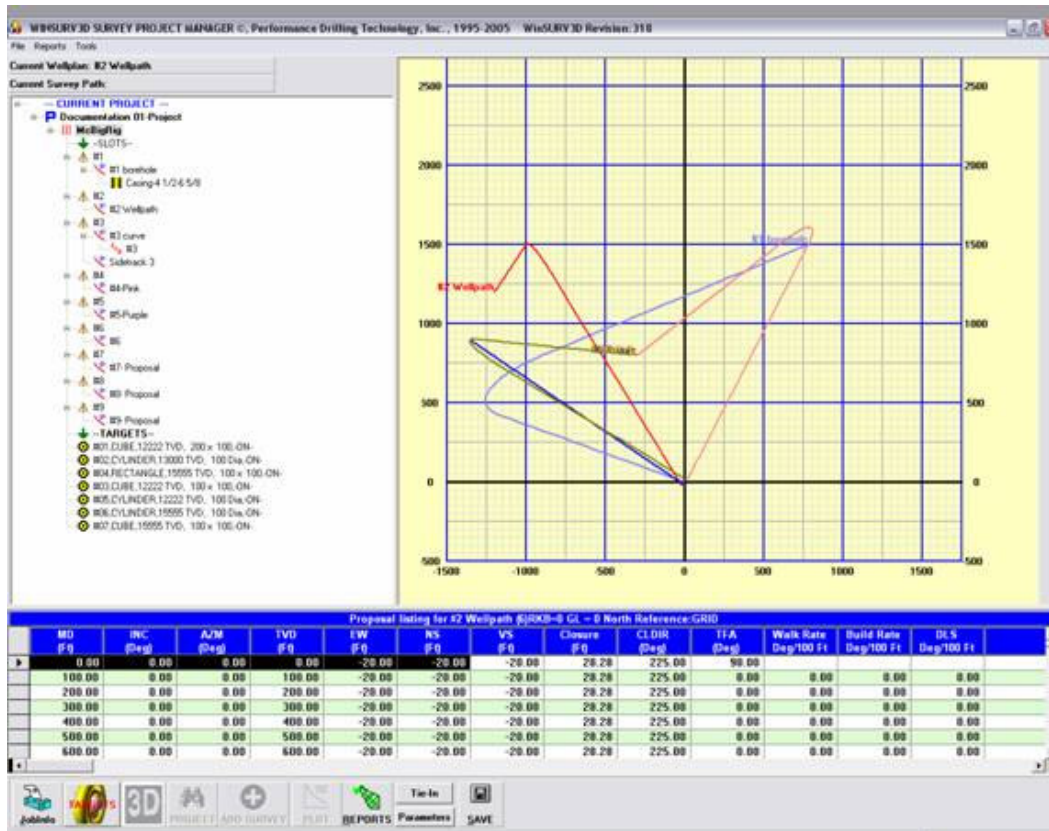 WINSURV3D SURVEY PROJECT MANAGER ©, Performance Drilling Technology, Inc., 1995-2005 WinSURV3D Revision: 318
File Reports Tools
Current Wellplan: #2 Wellpath
Current Survey Path:
--- CURRENT PROJECT ---
Documentation 01-Project
McBigRig
-SLOTS-
#1
#1 borehole
Casing-4 1/2-6 5/8
#2
#2 Wellpath
#3
#3 curve
#3
Sidetrack 3
#4
#4-Pink
#5
#5-Purple
#6
#6
#7
#7- Proposal
#8
#8- Proposal
#9
#9- Proposal
--TARGETS--
#01,CUBE,12222 TVD, 200 x 100,-ON-
#02,CYLINDER,13000 TVD, 100 Dia,-ON-
#04,RECTANGLE,15555 TVD, 100 x 100,-ON-
#03,CUBE,12222 TVD, 100 x 100,-ON-
#05,CYLINDER,12222 TVD, 100 Dia,-ON-
#06,CYLINDER,15555 TVD, 100 Dia,-ON-
#07,CUBE,15555 TVD, 100 x 100,-ON-
2500 2500
2000 2000
1500 1500
#1 borehole
#2 Wellpath
1000 1000
500 500
0 0
500 500
-1500 -1000 -500 0 500 1000 1500
Proposal listing for #2 Wellpath (6)RKB=0 GL = 0 North Reference:GRID
MD INC AZM TVD EW NS VS Closure CLDIR TFA Walk Rate Build Rate DLS
(Ft) (Deg) (Deg) (Ft) (Ft) (Ft) (Ft) (Ft) (Deg) (Deg) Deg/100 Ft Deg/100 Ft Deg/100 Ft
0.00 0.00 0.00 0.00 -20.00 -20.00 -20.00 28.28 225.00 90.00
100.00 0.00 0.00 100.00 -20.00 -20.00 -20.00 28.28 225.00 0.00 0.00 0.00 0.00
200.00 0.00 0.00 200.00 -20.00 -20.00 -20.00 28.28 225.00 0.00 0.00 0.00 0.00
300.00 0.00 0.00 300.00 -20.00 -20.00 -20.00 28.28 225.00 0.00 0.00 0.00 0.00
400.00 0.00 0.00 400.00 -20.00 -20.00 -20.00 28.28 225.00 0.00 0.00 0.00 0.00
500.00 0.00 0.00 500.00 -20.00 -20.00 -20.00 28.28 225.00 0.00 0.00 0.00 0.00
600.00 0.00 0.00 600.00 -20.00 -20.00 -20.00 28.28 225.00 0.00 0.00 0.00 0.00
JobInfo TARGETS 3D PROJECT ADD SURVEY PLOT REPORTS Tie-In Parameters SAVE